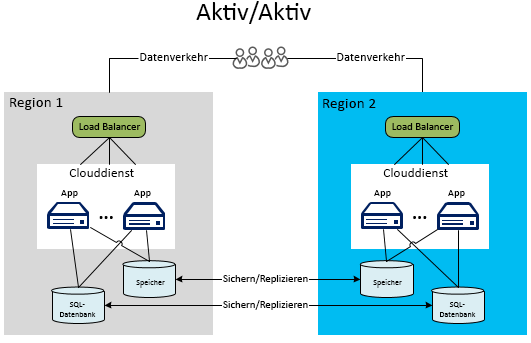 Aktiv/Aktiv
Datenverkehr
Datenverkehr
Region 1
Load Balancer
Clouddienst
App
App
...
Speicher
SQL-
Datenbank
Sichern/Replizieren
Sichern/Replizieren
Region 2
Load Balancer
Clouddienst
App
App
...
Speicher
SQL-
Datenbank